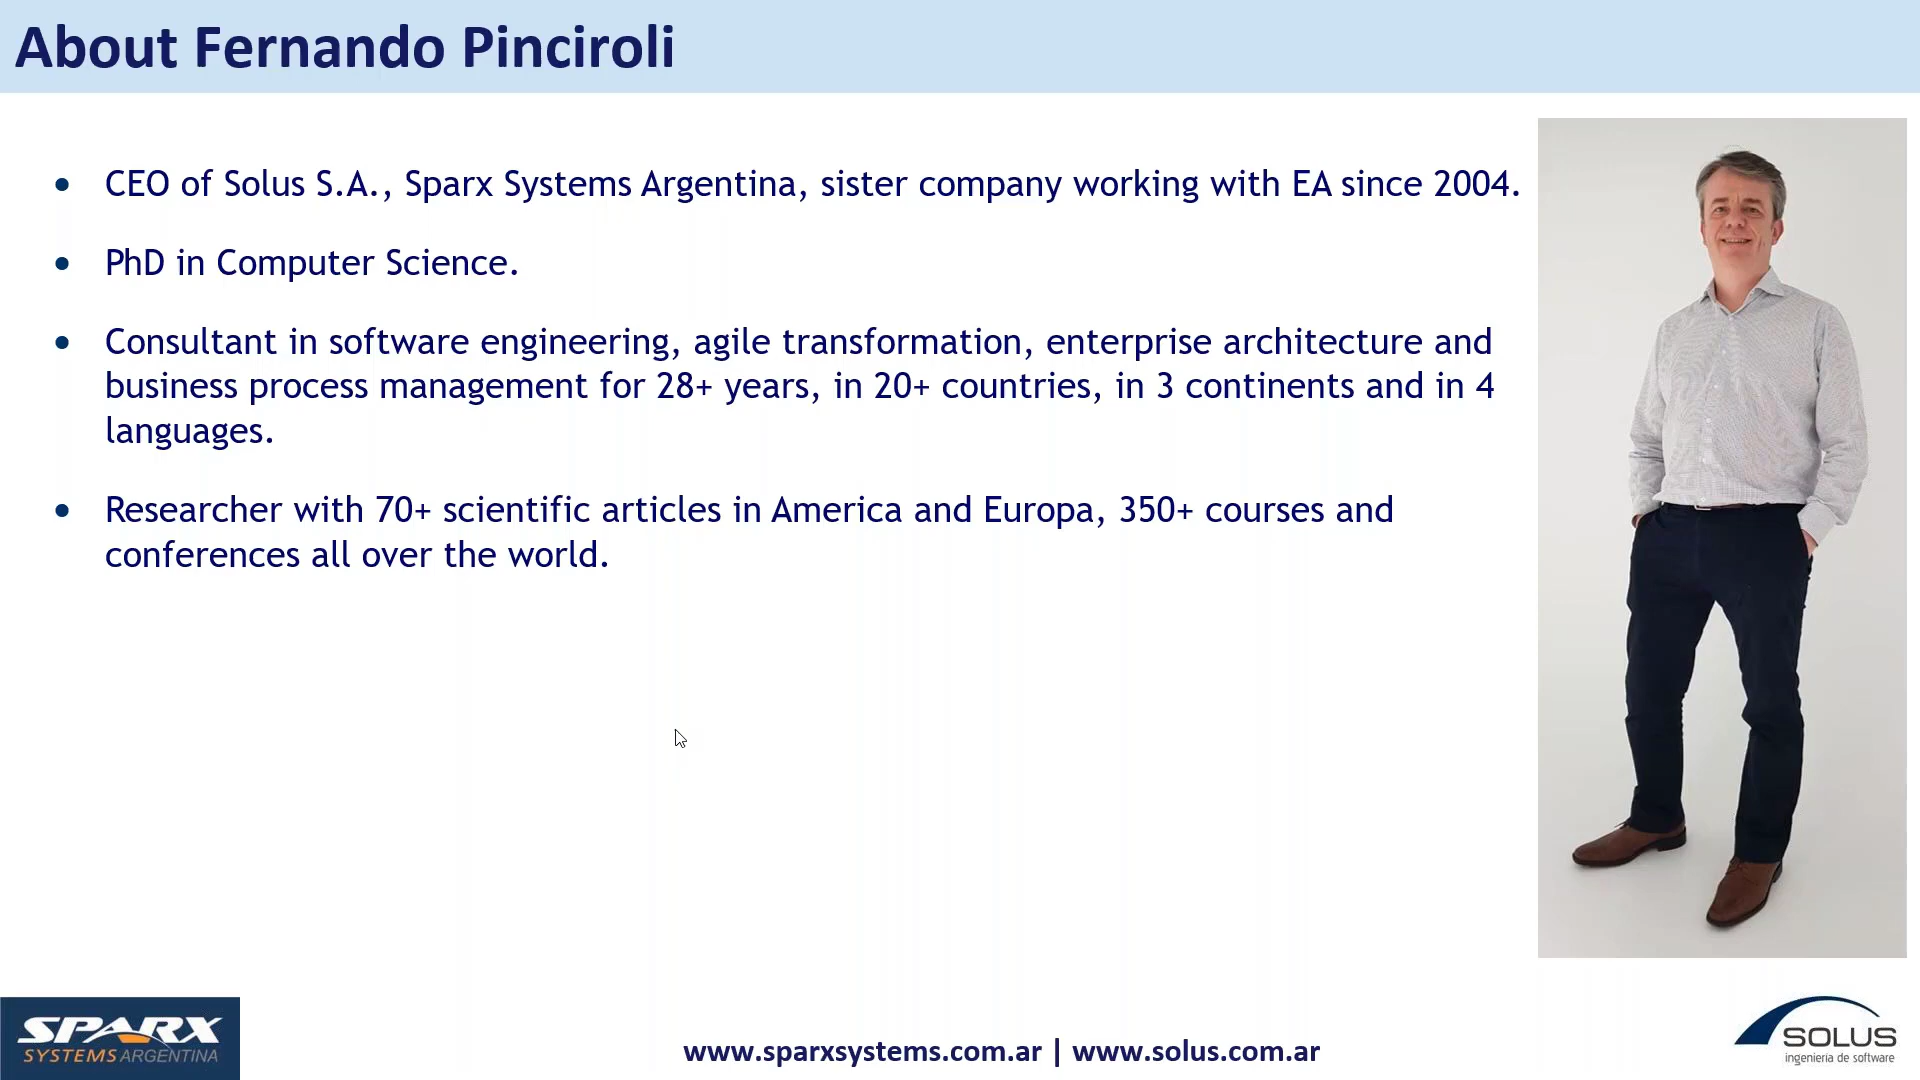 About Fernando Pinciroli
• CEO of Solus S.A., Sparx Systems Argentina, sister company working with EA since 2004.
• PhD in Computer Science.
• Consultant in software engineering, agile transformation, enterprise architecture and
business process management for 28+ years, in 20+ countries, in 3 continents and in 4
languages.
• Researcher with 70+ scientific articles in America and Europa, 350+ courses and
conferences all over the world.
SPARX
SYSTEMS ARGENTINA
www.sparxsystems.com.ar | www.solus.com.ar
SOLUS
ingeniería de software